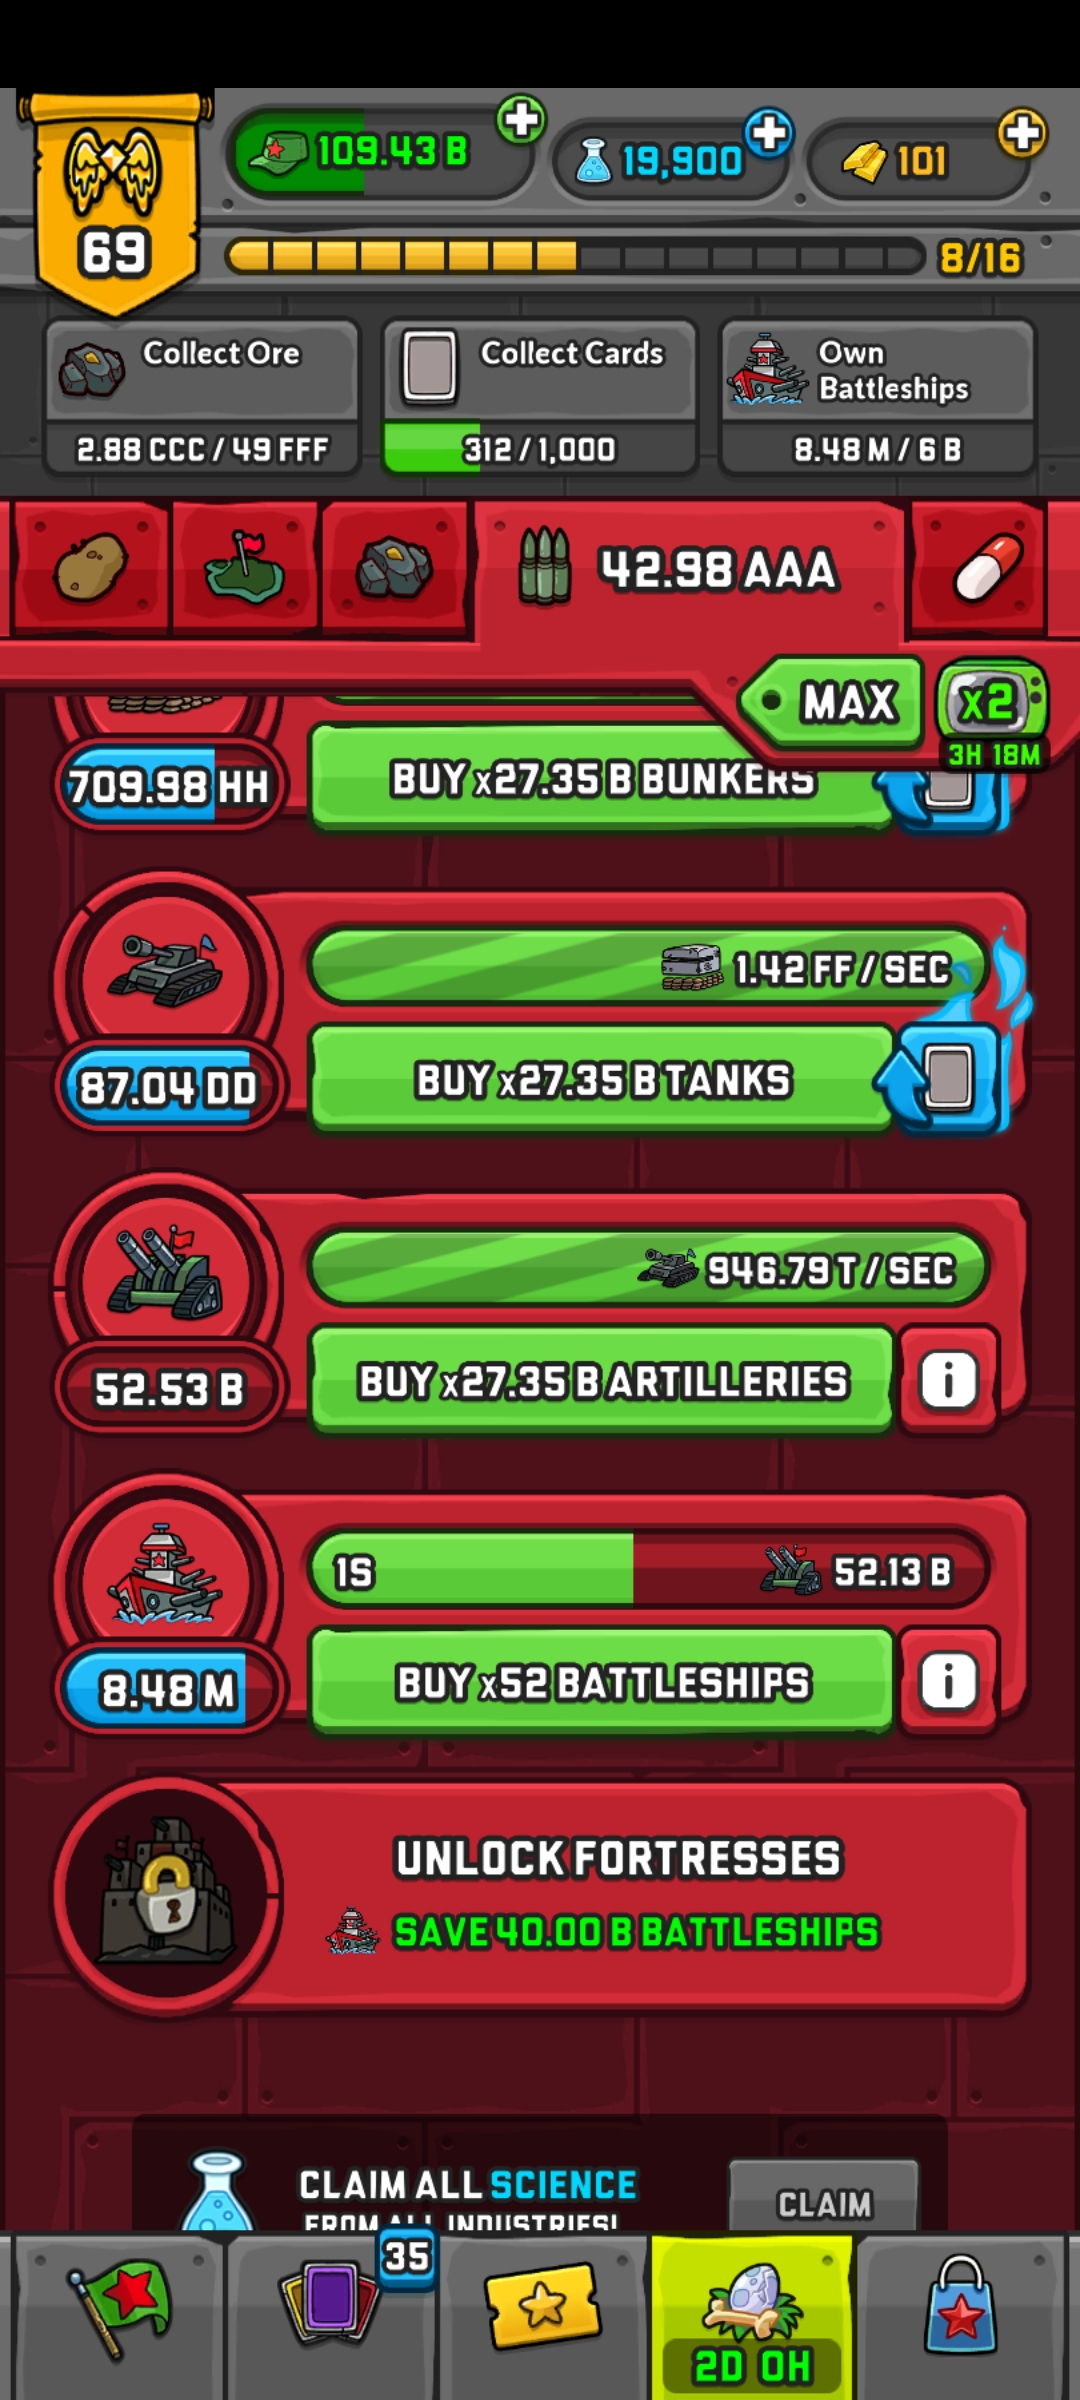 109.43 B
19,900
101
69
8/16
Collect Ore
2.88 CCC / 49 FFF
Collect Cards
312 / 1,000
Own
Battleships
8.48 M / 6 B
42.98 AAA
MAX
x2
3H 18M
709.98 HH
BUY x27.35 B BUNKERS
1.42 FF / SEC
87.04 DD
BUY x27.35 B TANKS
946.79 T / SEC
52.53 B
BUY x27.35 B ARTILLERIES
i
1S
52.13 B
8.48 M
BUY x52 BATTLESHIPS
i
UNLOCK FORTRESSES
SAVE 40.00 B BATTLESHIPS
CLAIM ALL SCIENCE
FROM ALL INDUSTRIES!
CLAIM
35
2D 0H